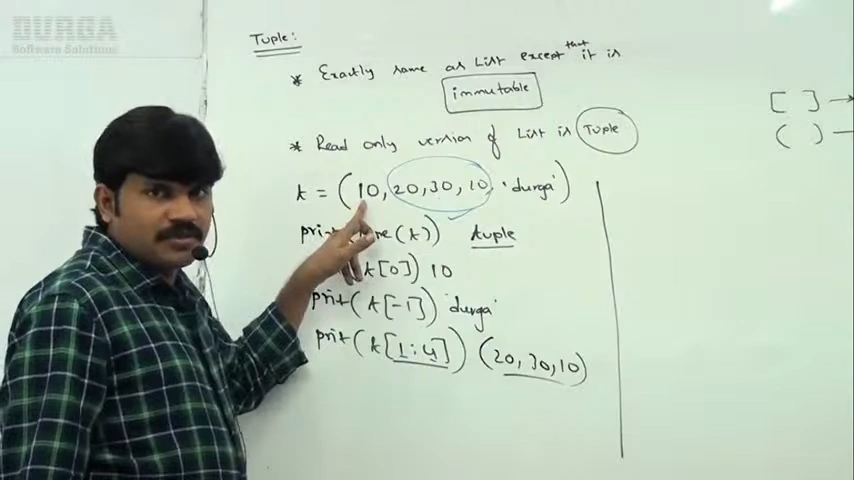 DURGA
Software Solutions
Tuple:
* Exactly same as List except that it is
immutable
* Read only version of List is Tuple
t = (10, 20, 30, 10, 'durga')
tuple
t[0]) 10
print(t[-1]) 'durga'
print(t[1:4]) (20, 30, 10)
[ ] →
( ) —